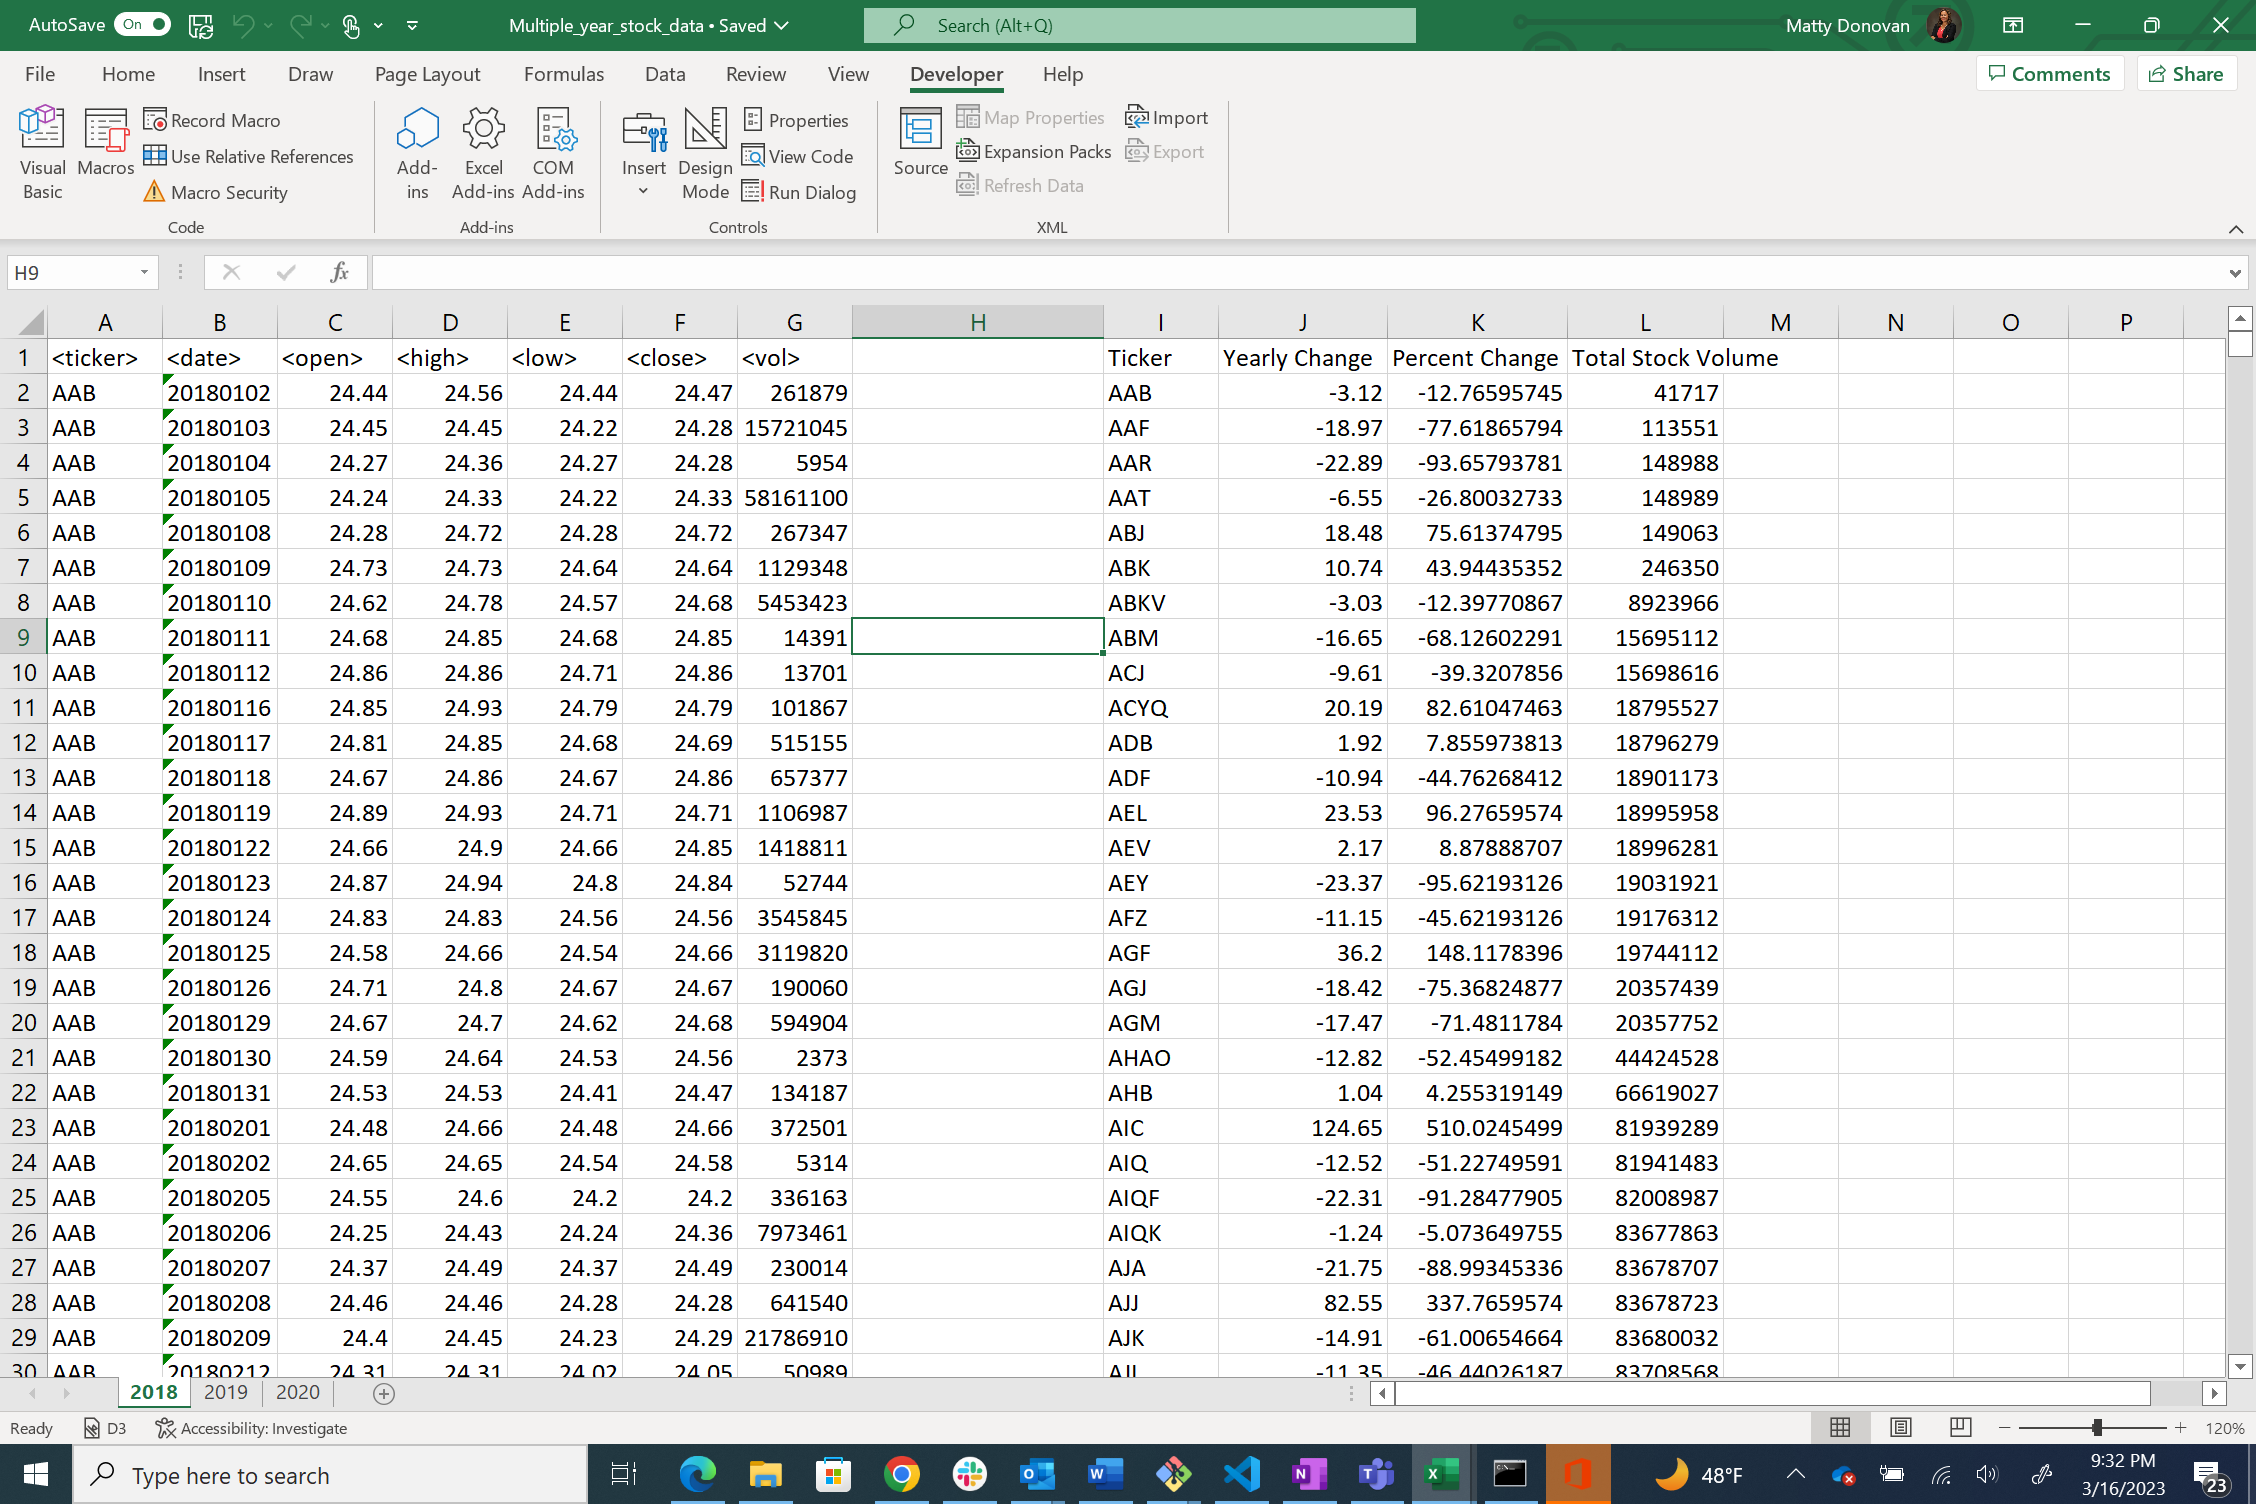 AutoSave On Multiple_year_stock_data • Saved Search (Alt+Q) Matty Donovan
File Home Insert Draw Page Layout Formulas Data Review View Developer Help Comments Share
Visual Basic
Macros
Record Macro
Use Relative References
Macro Security
Code
Add-ins
Excel Add-ins
COM Add-ins
Add-ins
Insert
Design Mode
Properties
View Code
Run Dialog
Controls
Source
Map Properties
Expansion Packs
Refresh Data
Import
Export
XML
H9 fx
A B C D E F G H I J K L M N O P
1 <ticker> <date> <open> <high> <low> <close> <vol> Ticker Yearly Change Percent Change Total Stock Volume
2 AAB 20180102 24.44 24.56 24.44 24.47 261879 AAB -3.12 -12.76595745 41717
3 AAB 20180103 24.45 24.45 24.22 24.28 15721045 AAF -18.97 -77.61865794 113551
4 AAB 20180104 24.27 24.36 24.27 24.28 5954 AAR -22.89 -93.65793781 148988
5 AAB 20180105 24.24 24.33 24.22 24.33 58161100 AAT -6.55 -26.80032733 148989
6 AAB 20180108 24.28 24.72 24.28 24.72 267347 ABJ 18.48 75.61374795 149063
7 AAB 20180109 24.73 24.73 24.64 24.64 1129348 ABK 10.74 43.94435352 246350
8 AAB 20180110 24.62 24.78 24.57 24.68 5453423 ABKV -3.03 -12.39770867 8923966
9 AAB 20180111 24.68 24.85 24.68 24.85 14391 ABM -16.65 -68.12602291 15695112
10 AAB 20180112 24.86 24.86 24.71 24.86 13701 ACJ -9.61 -39.3207856 15698616
11 AAB 20180116 24.85 24.93 24.79 24.79 101867 ACYQ 20.19 82.61047463 18795527
12 AAB 20180117 24.81 24.85 24.68 24.69 515155 ADB 1.92 7.855973813 18796279
13 AAB 20180118 24.67 24.86 24.67 24.86 657377 ADF -10.94 -44.76268412 18901173
14 AAB 20180119 24.89 24.93 24.71 24.71 1106987 AEL 23.53 96.27659574 18995958
15 AAB 20180122 24.66 24.9 24.66 24.85 1418811 AEV 2.17 8.87888707 18996281
16 AAB 20180123 24.87 24.94 24.8 24.84 52744 AEY -23.37 -95.62193126 19031921
17 AAB 20180124 24.83 24.83 24.56 24.56 3545845 AFZ -11.15 -45.62193126 19176312
18 AAB 20180125 24.58 24.66 24.54 24.66 3119820 AGF 36.2 148.1178396 19744112
19 AAB 20180126 24.71 24.8 24.67 24.67 190060 AGJ -18.42 -75.36824877 20357439
20 AAB 20180129 24.67 24.7 24.62 24.68 594904 AGM -17.47 -71.4811784 20357752
21 AAB 20180130 24.59 24.64 24.53 24.56 2373 AHAO -12.82 -52.45499182 44424528
22 AAB 20180131 24.53 24.53 24.41 24.47 134187 AHB 1.04 4.255319149 66619027
23 AAB 20180201 24.48 24.66 24.48 24.66 372501 AIC 124.65 510.0245499 81939289
24 AAB 20180202 24.65 24.65 24.54 24.58 5314 AIQ -12.52 -51.22749591 81941483
25 AAB 20180205 24.55 24.6 24.2 24.2 336163 AIQF -22.31 -91.28477905 82008987
26 AAB 20180206 24.25 24.43 24.24 24.36 7973461 AIQK -1.24 -5.073649755 83677863
27 AAB 20180207 24.37 24.49 24.37 24.49 230014 AJA -21.75 -88.99345336 83678707
28 AAB 20180208 24.46 24.46 24.28 24.28 641540 AJJ 82.55 337.7659574 83678723
29 AAB 20180209 24.4 24.45 24.23 24.29 21786910 AJK -14.91 -61.00654664 83680032
30 AAB 20180212 24.31 24.31 24.02 24.05 50989 AJL -11.35 -46.44026187 83708568
2018 2019 2020
Ready D3 Accessibility: Investigate 120%
Type here to search 48°F 9:32 PM
3/16/2023 23